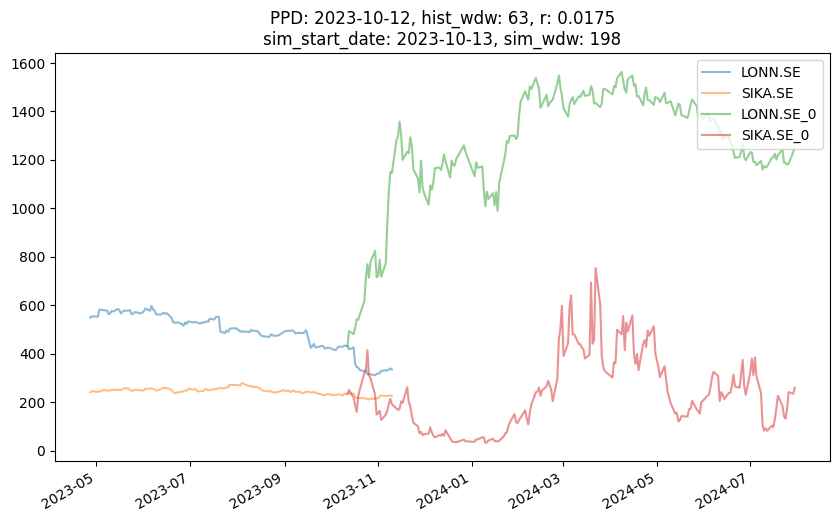 PPD: 2023-10-12, hist_wdw: 63, r: 0.0175
sim_start_date: 2023-10-13, sim_wdw: 198
LONN.SE
SIKA.SE
LONN.SE_0
SIKA.SE_0
1600
1400
1200
1000
800
600
400
200
0
2023-05
2023-07
2023-09
2023-11
2024-01
2024-03
2024-05
2024-07